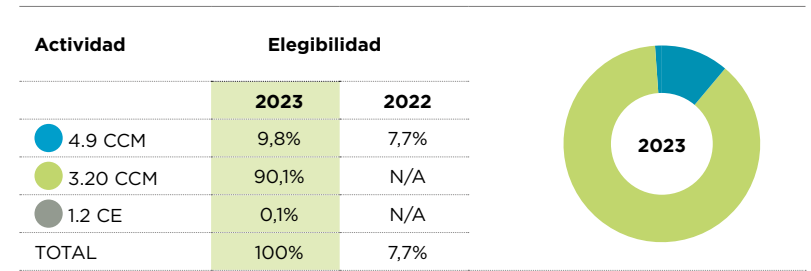 Actividad Elegibilidad
2023 2022
4.9 CCM 9,8% 7,7%
3.20 CCM 90,1% N/A
1.2 CE 0,1% N/A
TOTAL 100% 7,7%
2023